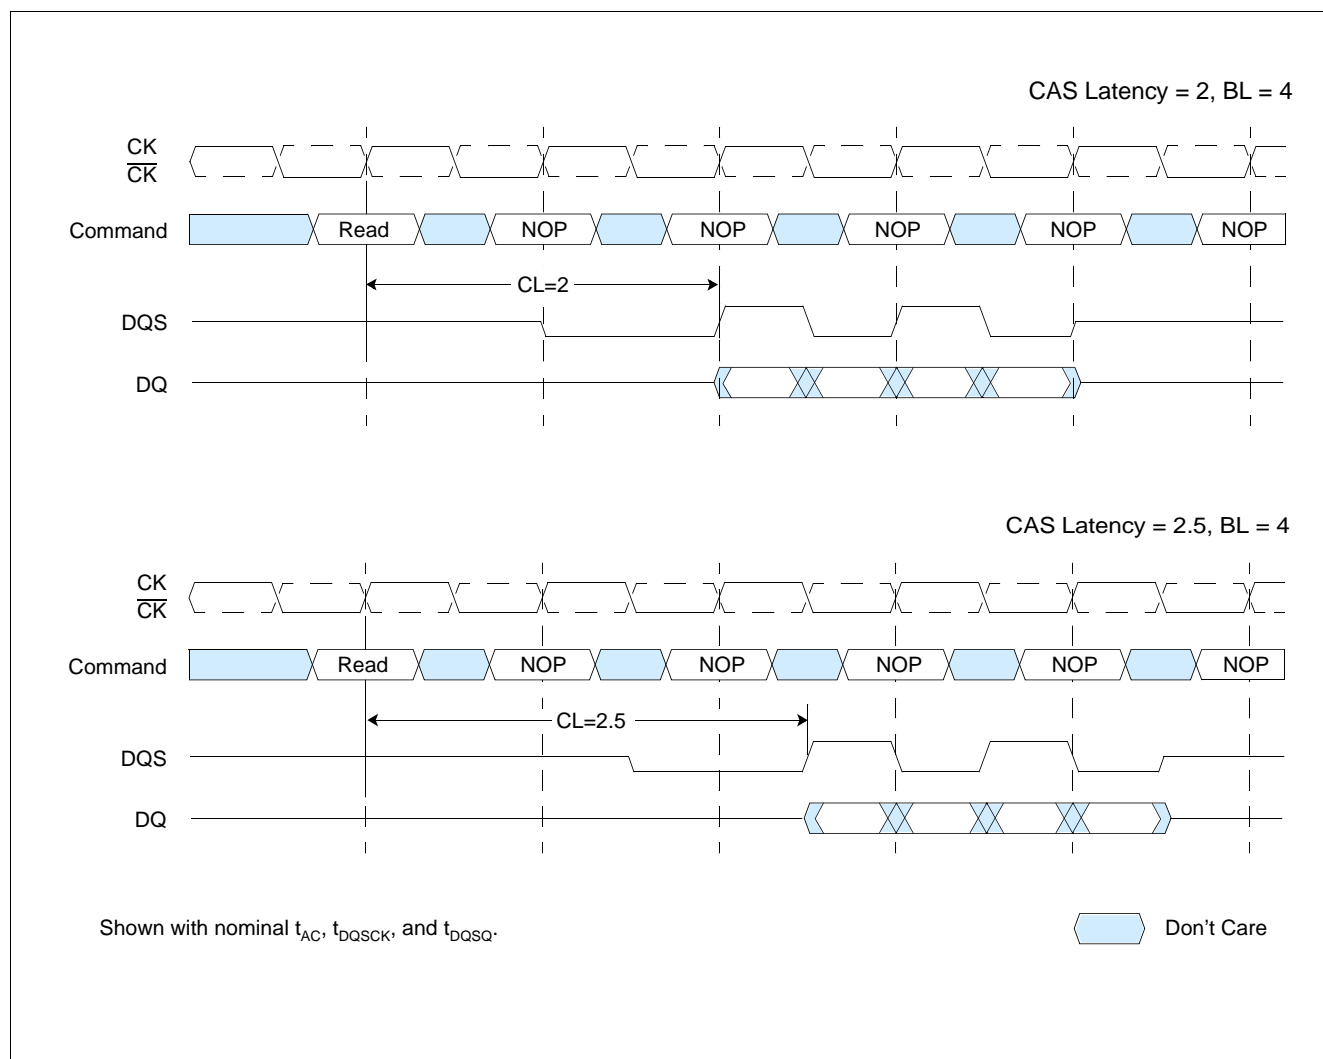 CAS Latency = 2, BL = 4
CK
CK
Command
Read
NOP
NOP
NOP
NOP
NOP
CL=2
DQS
DQ
CAS Latency = 2.5, BL = 4
CK
CK
Command
Read
NOP
NOP
NOP
NOP
NOP
CL=2.5
DQS
DQ
Shown with nominal tAC, tDQSCK, and tDQSQ.
Don't Care